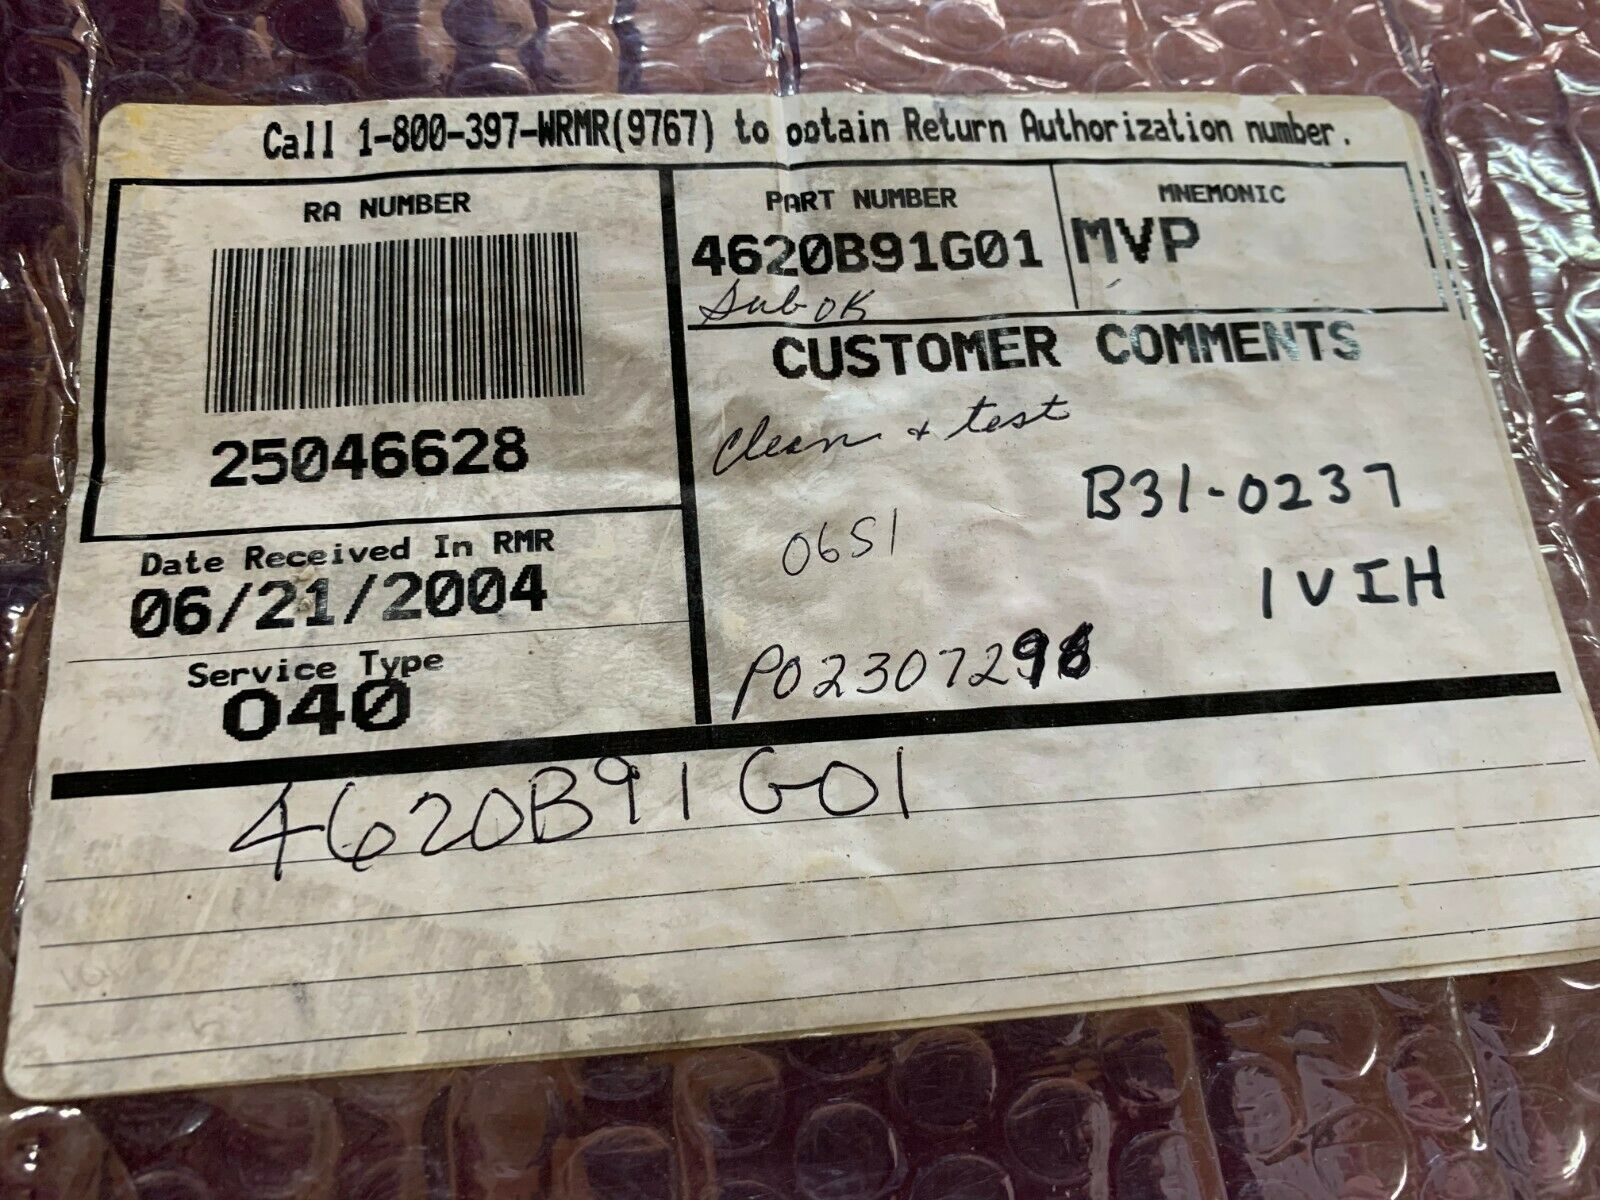 Call 1-800-397-WRMR(9767) to obtain Return Authorization number.
RA NUMBER
25046628
Date Received In RMR
06/21/2004
Service Type
040
PART NUMBER
4620B91G01
Sub OK
MNEMONIC
MVP
CUSTOMER COMMENTS
Clean + test
B31-0237
06S1
1VIH
PO2307296
4620B91G01